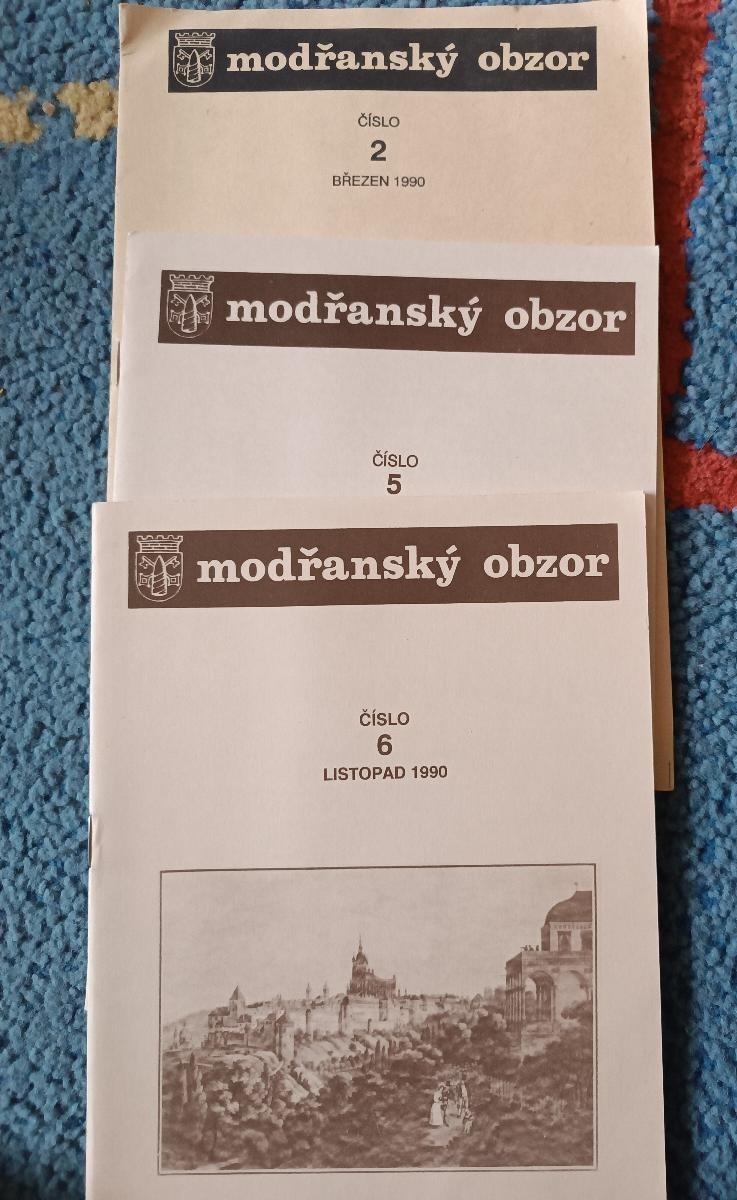 modřanský obzor
ČÍSLO
2
BŘEZEN 1990
modřanský obzor
ČÍSLO
5
modřanský obzor
ČÍSLO
6
LISTOPAD 1990